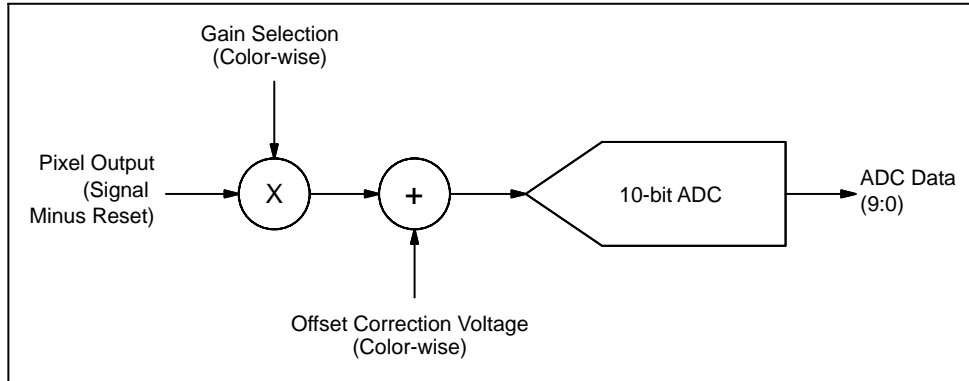 Gain Selection
(Color-wise)
Pixel Output
(Signal
Minus Reset)
X
+
10-bit ADC
ADC Data
(9:0)
Offset Correction Voltage
(Color-wise)